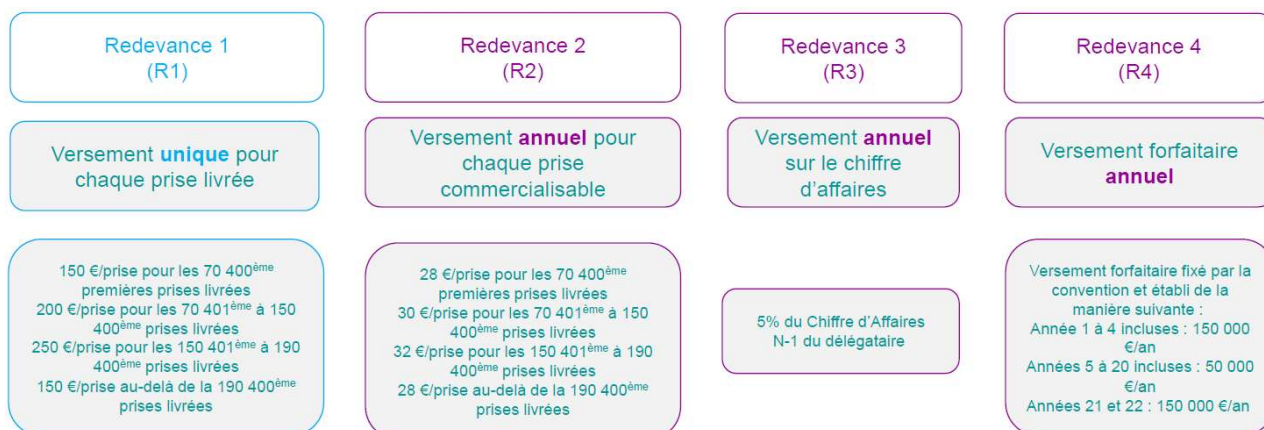 Redevance 1
(R1)
Redevance 2
(R2)
Redevance 3
(R3)
Redevance 4
(R4)
Versement unique pour
chaque prise livrée
Versement annuel pour
chaque prise
commercialisable
Versement annuel
sur le chiffre
d'affaires
Versement forfaitaire
annuel
150 €/prise pour les 70 400ème
premières prises livrées
200 €/prise pour les 70 401ème à 150
400ème prises livrées
250 €/prise pour les 150 401ème à 190
400ème prises livrées
150 €/prise au-delà de la 190 400ème
prises livrées
28 €/prise pour les 70 400ème
premières prises livrées
30 €/prise pour les 70 401ème à 150
400ème prises livrées
32 €/prise pour les 150 401ème à 190
400ème prises livrées
28 €/prise au-delà de la 190 400ème
prises livrées
5% du Chiffre d'Affaires
N-1 du délégataire
Versement forfaitaire fixé par la
convention et établi de la
manière suivante :
Année 1 à 4 incluses : 150 000
€/an
Années 5 à 20 incluses : 50 000
€/an
Années 21 et 22 : 150 000 €/an